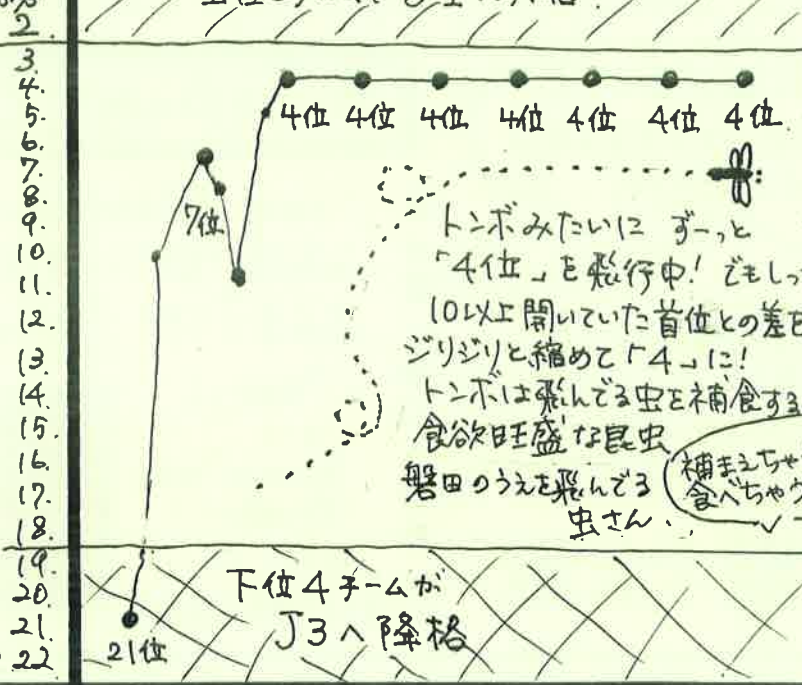 2.
3.
4.
5.
6.
7.
8.
9.
10.
11.
12.
13.
14.
15.
16.
17.
18.
19.
20.
21.
22
4位 4位 4位 4位 4位 4位 4位
7位
トンボみたいに ずーっと
「4位」を飛行中! でもしっ
10以上開いていた首位との差を
ジリジリと縮めて「4」に!
トンボは飛んでる虫を補食する
食欲旺盛な昆虫
磐田のうえを飛んでる
虫さん..
補まえちゃ
食べちゃう
下位4チームが
J3へ降格
21位